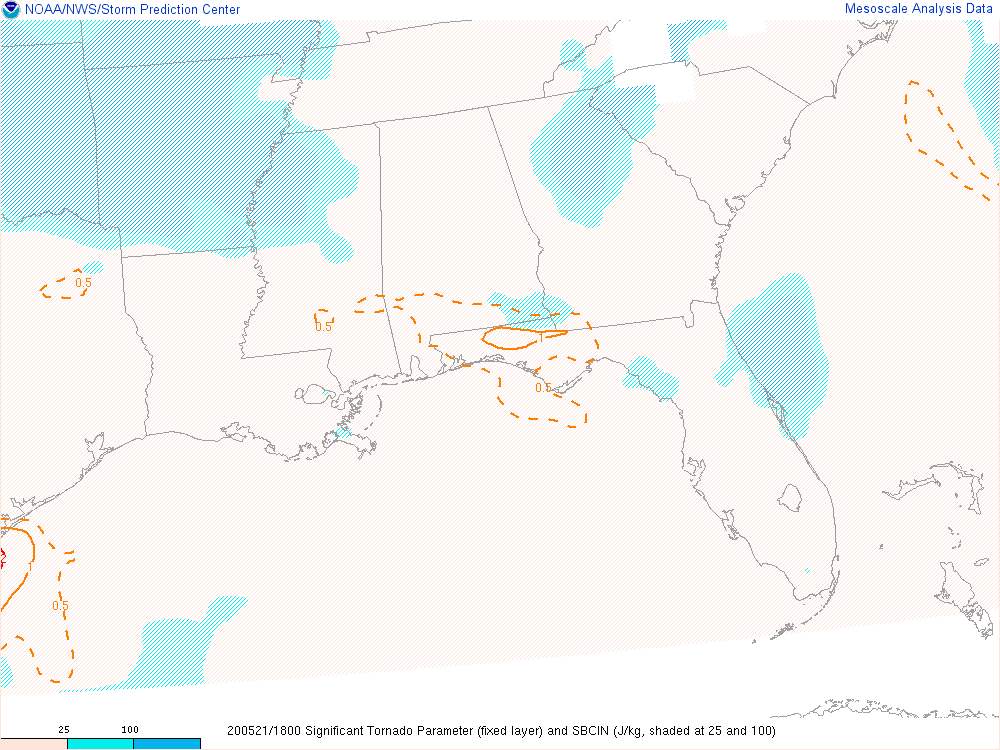 NOAA/NWS/Storm Prediction Center
Mesoscale Analysis Data
0.5
0.5
1
0.5
2
1
0.5
25 100
200521/1800 Significant Tornado Parameter (fixed layer) and SBCIN (J/kg, shaded at 25 and 100)